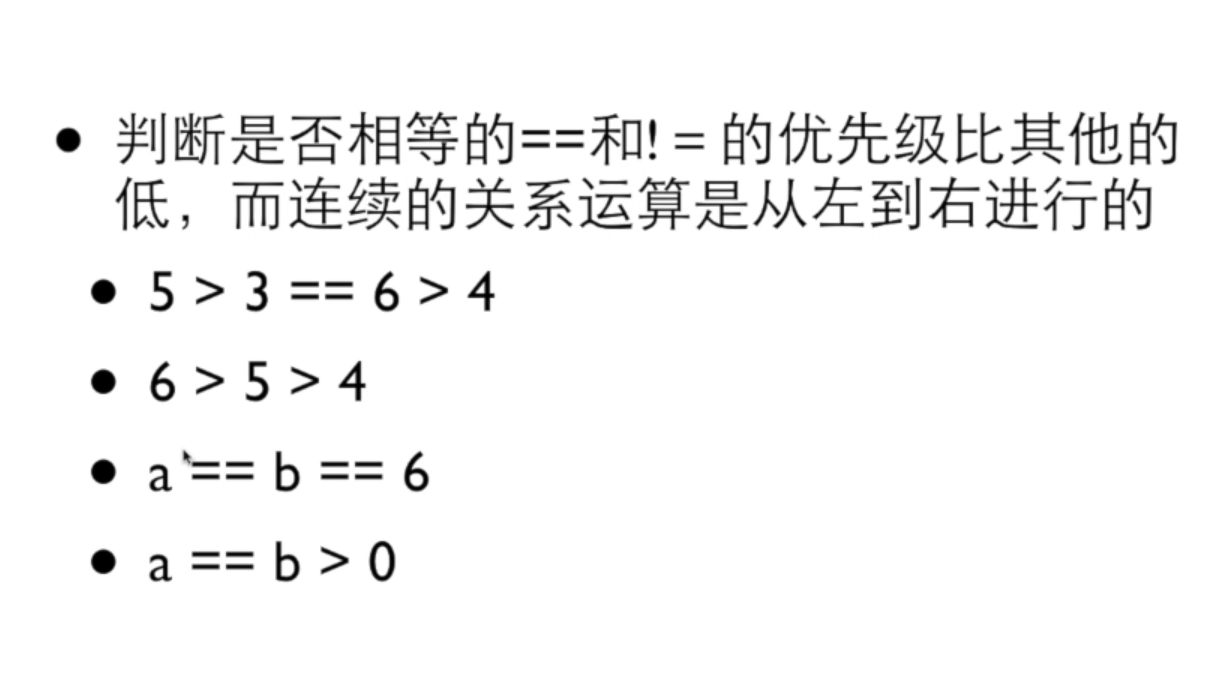 判断是否相等的==和! = 的优先级比其他的
低，而连续的关系运算是从左到右进行的
5 > 3 == 6 > 4
6 > 5 > 4
a == b == 6
a == b > 0